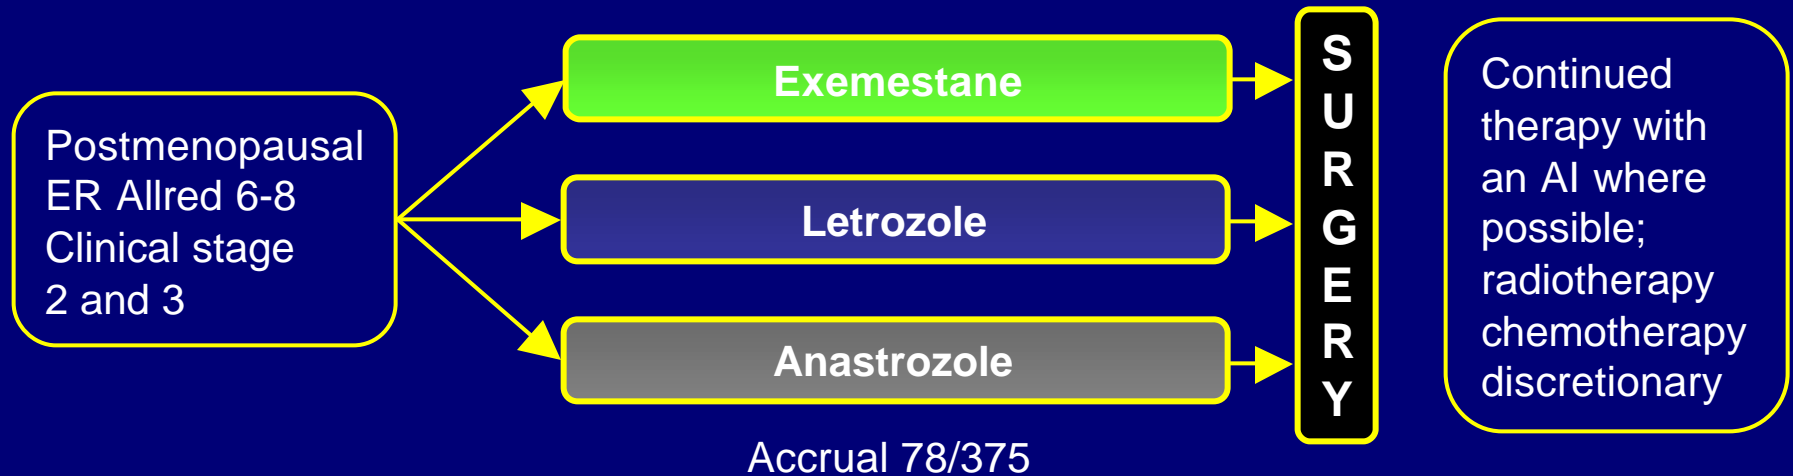 Postmenopausal
ER Allred 6-8
Clinical stage
2 and 3
Exemestane
Letrozole
Anastrozole
SURGERY
Continued
therapy with
an AI where
possible;
radiotherapy
chemotherapy
discretionary
Accrual 78/375